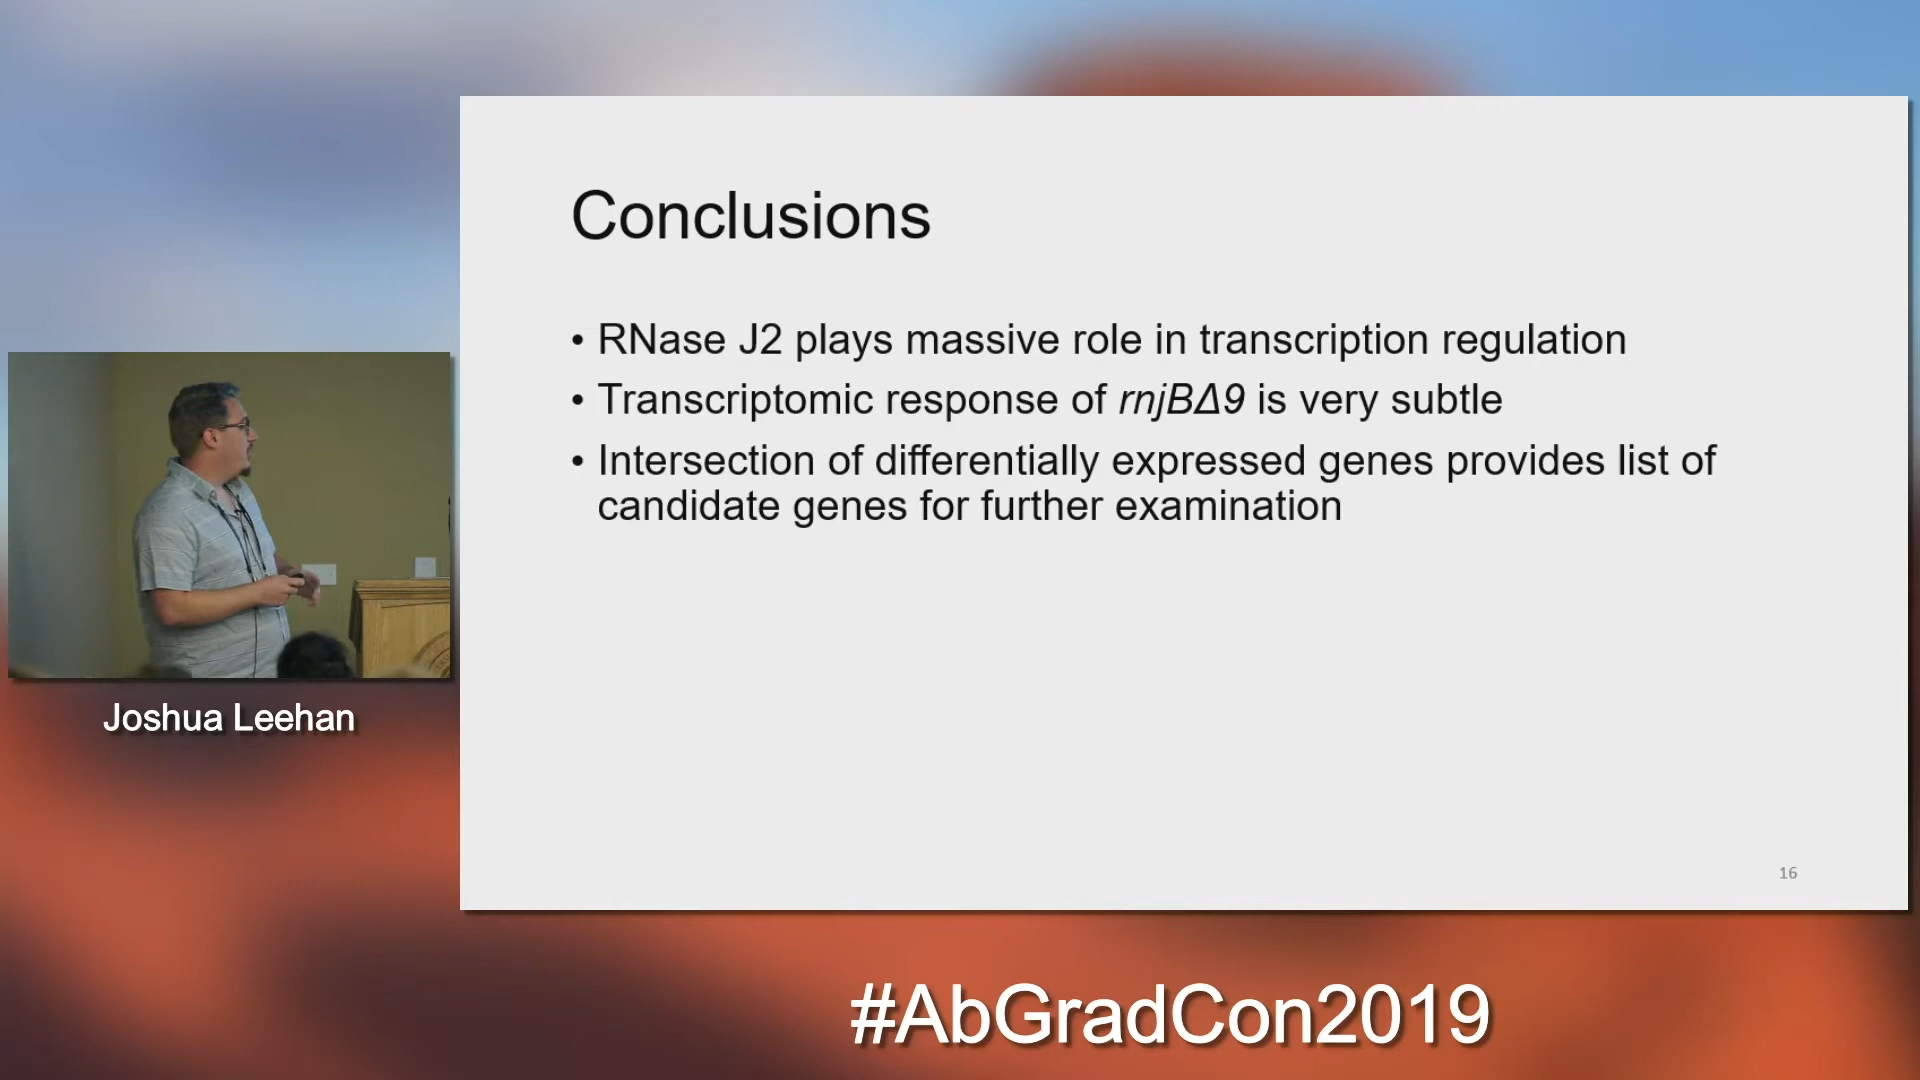 Conclusions
• RNase J2 plays massive role in transcription regulation
• Transcriptomic response of rnjBΔ9 is very subtle
• Intersection of differentially expressed genes provides list of
candidate genes for further examination
16
Joshua Leehan
#AbGradCon2019